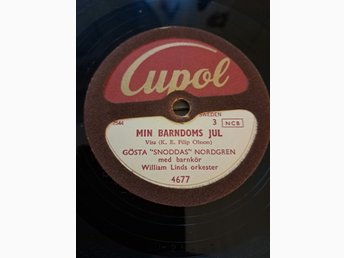 Cupol
SWEDEN
7544 3 NCB
MIN BARNDOMS JUL
Visa (K. E. Filip Olsson)
GÖSTA "SNODDAS" NORDGREN
med barnkör
William Linds orkester
4677